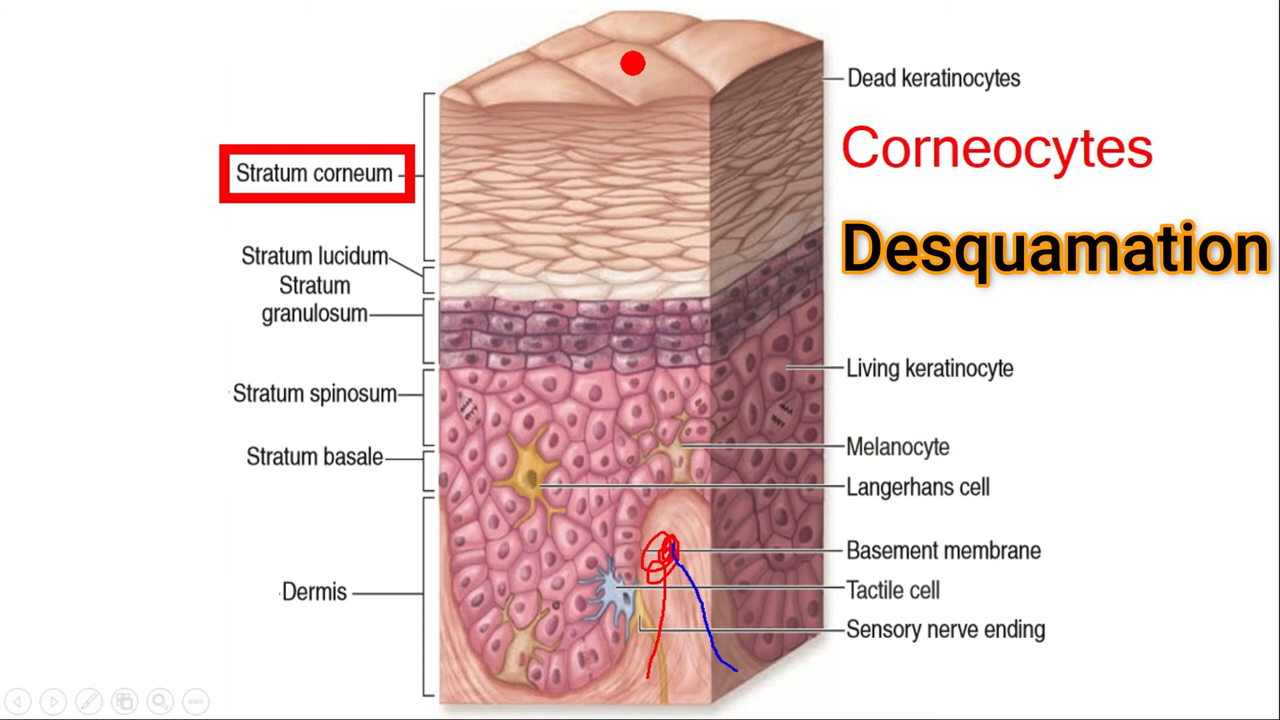 Dead keratinocytes
Corneocytes
Stratum corneum
Desquamation
Stratum lucidum
Stratum
granulosum
Living keratinocyte
Stratum spinosum
Melanocyte
Stratum basale
Langerhans cell
Basement membrane
Dermis
Tactile cell
Sensory nerve ending